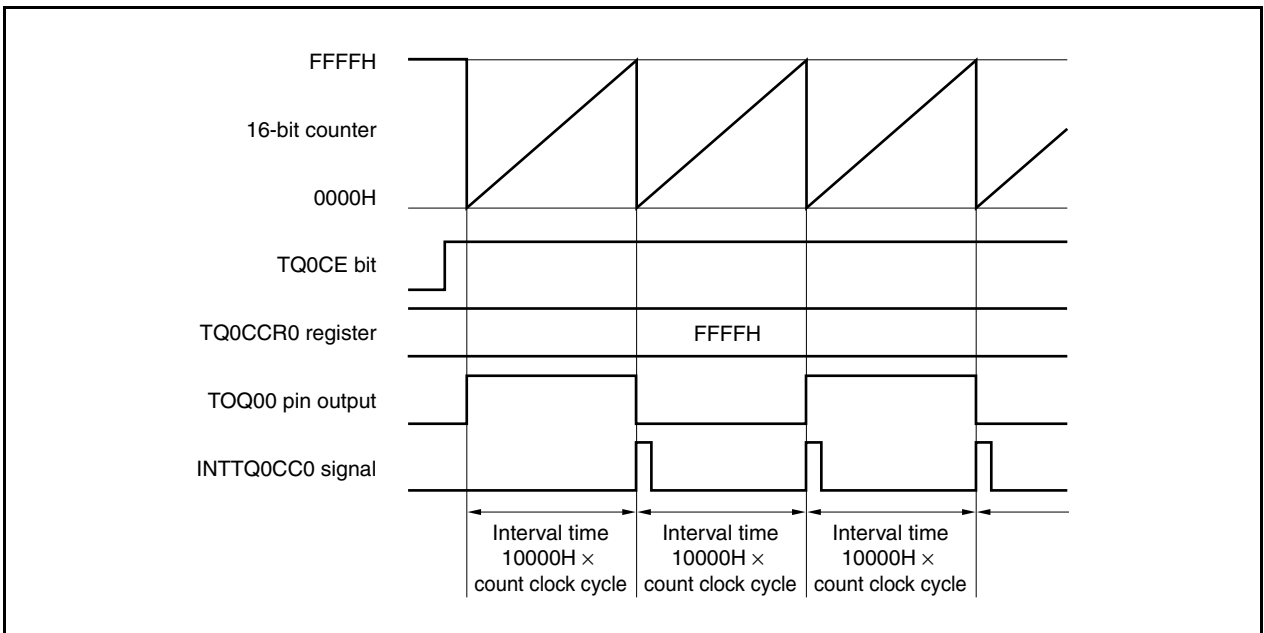 FFFFH
16-bit counter
0000H
TQ0CE bit
TQ0CCR0 register
FFFFH
TOQ00 pin output
INTTQ0CC0 signal
Interval time
10000H ×
count clock cycle
Interval time
10000H ×
count clock cycle
Interval time
10000H ×
count clock cycle